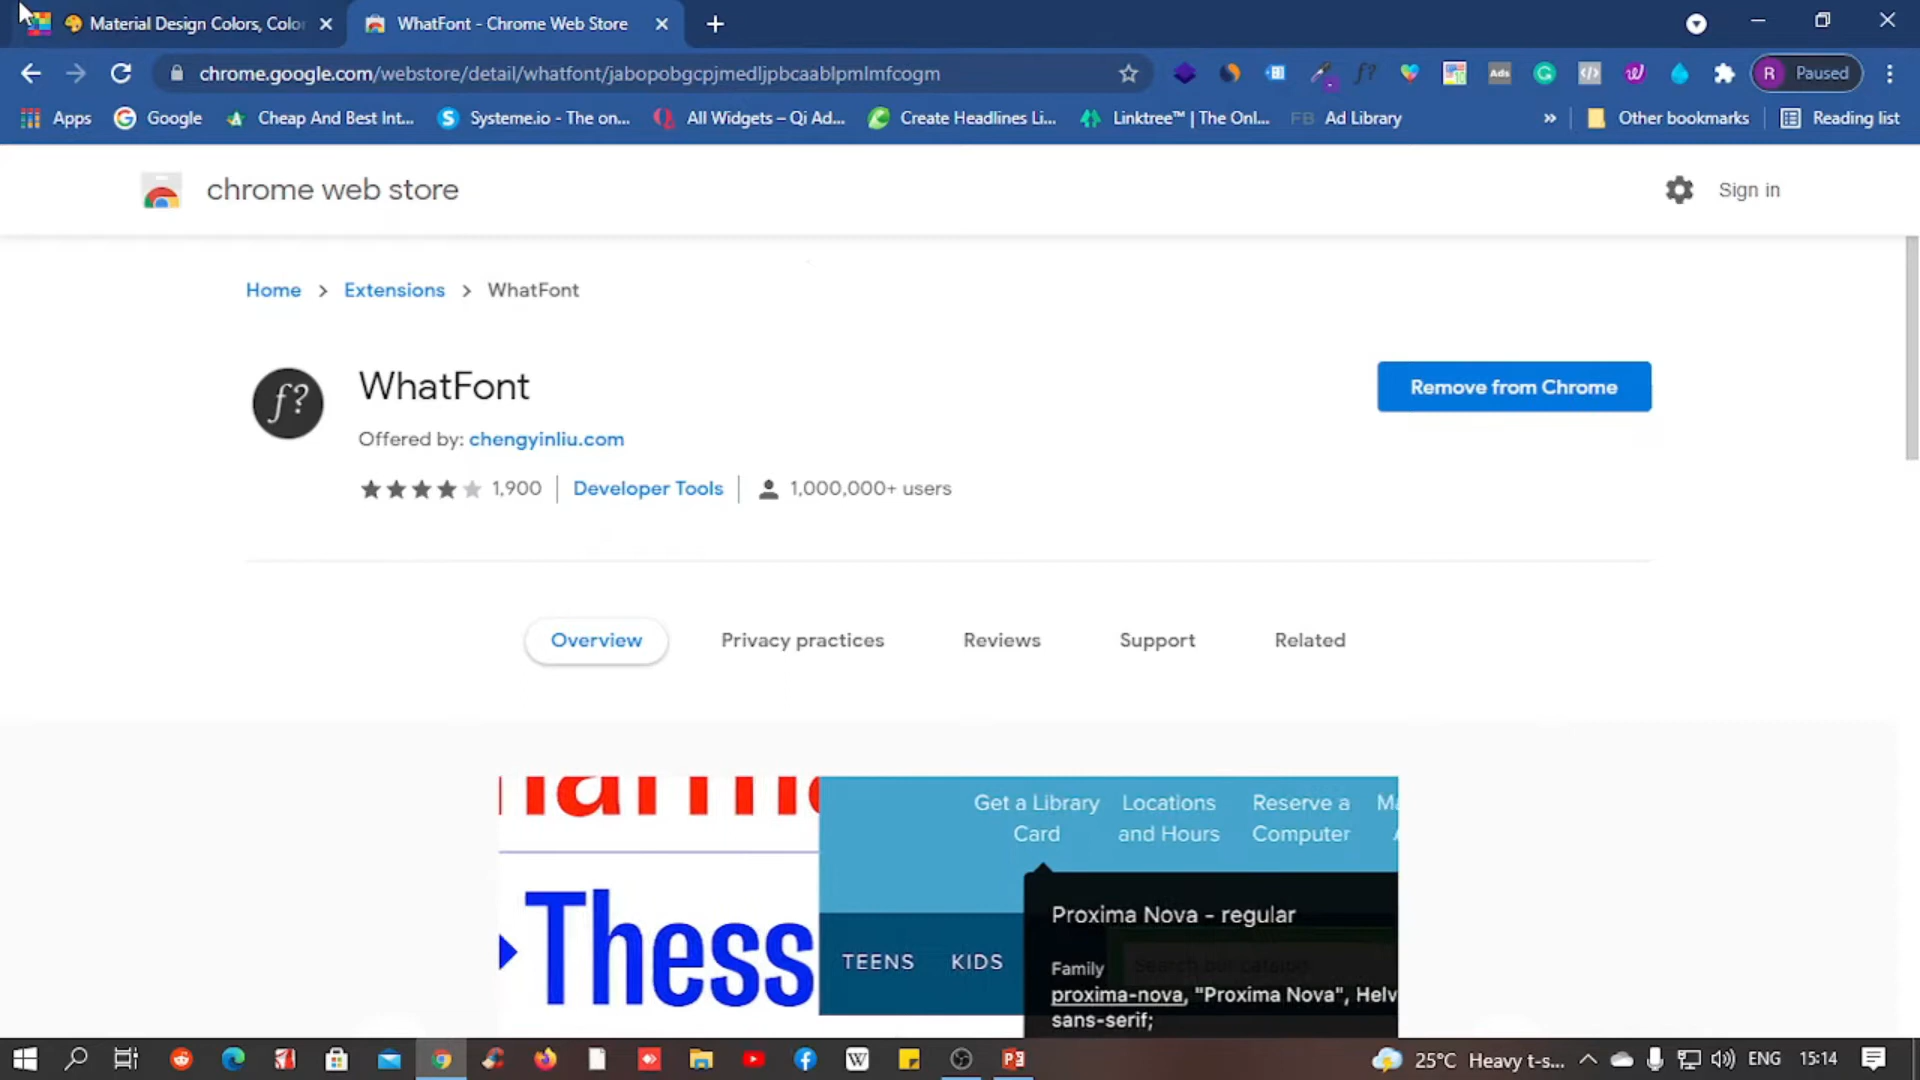 Material Design Colors, Colo
WhatFont - Chrome Web Store
chrome.google.com/webstore/detail/whatfont/jabopobgcpjmedljpbcaablpmlmfcogm
Ads
R Paused
Apps
Google
Cheap And Best Int...
Systeme.io - The on...
All Widgets – Qi Ad...
Create Headlines Li...
Linktree™ | The Onl...
FB Ad Library
»
Other bookmarks
Reading list
chrome web store
Sign in
Home > Extensions > WhatFont
f?
WhatFont
Remove from Chrome
Offered by: chengyinliu.com
1,900
Developer Tools
1,000,000+ users
Overview
Privacy practices
Reviews
Support
Related
Get a Library Card
Locations and Hours
Reserve a Computer
Thess
TEENS
KIDS
Proxima Nova - regular
Family
proxima-nova, "Proxima Nova", Helv
sans-serif;
25°C Heavy t-s...
ENG
15:14